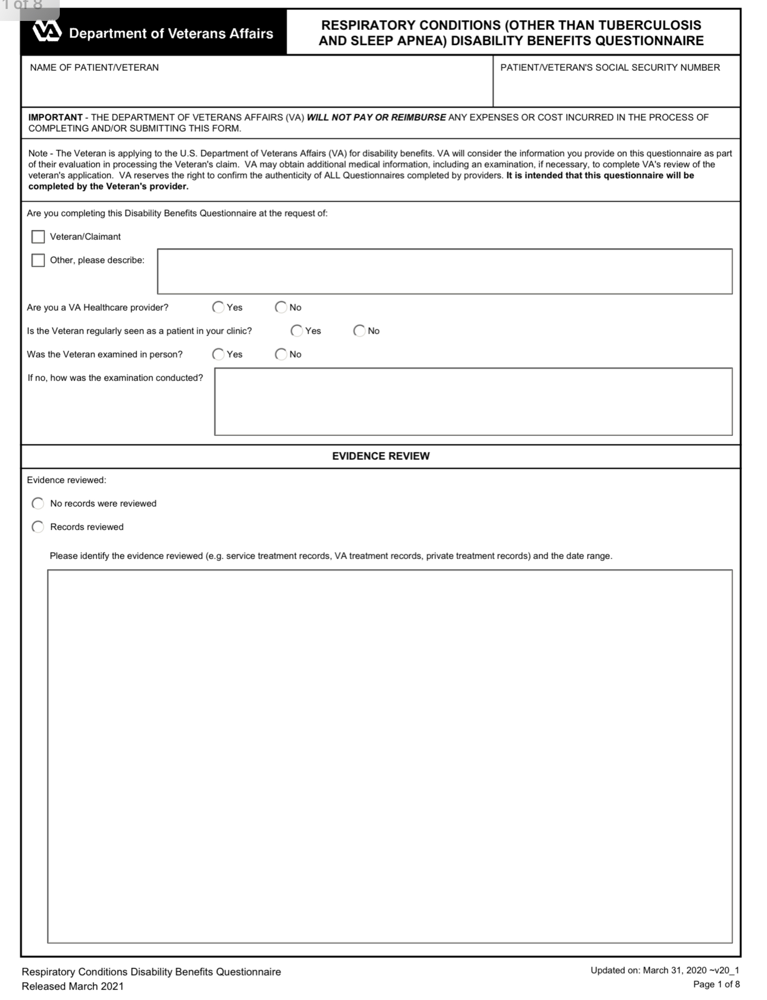 1 of 8
VA Department of Veterans Affairs
RESPIRATORY CONDITIONS (OTHER THAN TUBERCULOSIS
AND SLEEP APNEA) DISABILITY BENEFITS QUESTIONNAIRE
NAME OF PATIENT/VETERAN
PATIENT/VETERAN'S SOCIAL SECURITY NUMBER
IMPORTANT - THE DEPARTMENT OF VETERANS AFFAIRS (VA) WILL NOT PAY OR REIMBURSE ANY EXPENSES OR COST INCURRED IN THE PROCESS OF
COMPLETING AND/OR SUBMITTING THIS FORM.
Note - The Veteran is applying to the U.S. Department of Veterans Affairs (VA) for disability benefits. VA will consider the information you provide on this questionnaire as part
of their evaluation in processing the Veteran's claim. VA may obtain additional medical information, including an examination, if necessary, to complete VA's review of the
veteran's application. VA reserves the right to confirm the authenticity of ALL Questionnaires completed by providers. It is intended that this questionnaire will be
completed by the Veteran's provider.
Are you completing this Disability Benefits Questionnaire at the request of:
Veteran/Claimant
Other, please describe:
Are you a VA Healthcare provider? Yes No
Is the Veteran regularly seen as a patient in your clinic? Yes No
Was the Veteran examined in person? Yes No
If no, how was the examination conducted?
EVIDENCE REVIEW
Evidence reviewed:
No records were reviewed
Records reviewed
Please identify the evidence reviewed (e.g. service treatment records, VA treatment records, private treatment records) and the date range.
Respiratory Conditions Disability Benefits Questionnaire
Released March 2021
Updated on: March 31, 2020 ~v20_1
Page 1 of 8